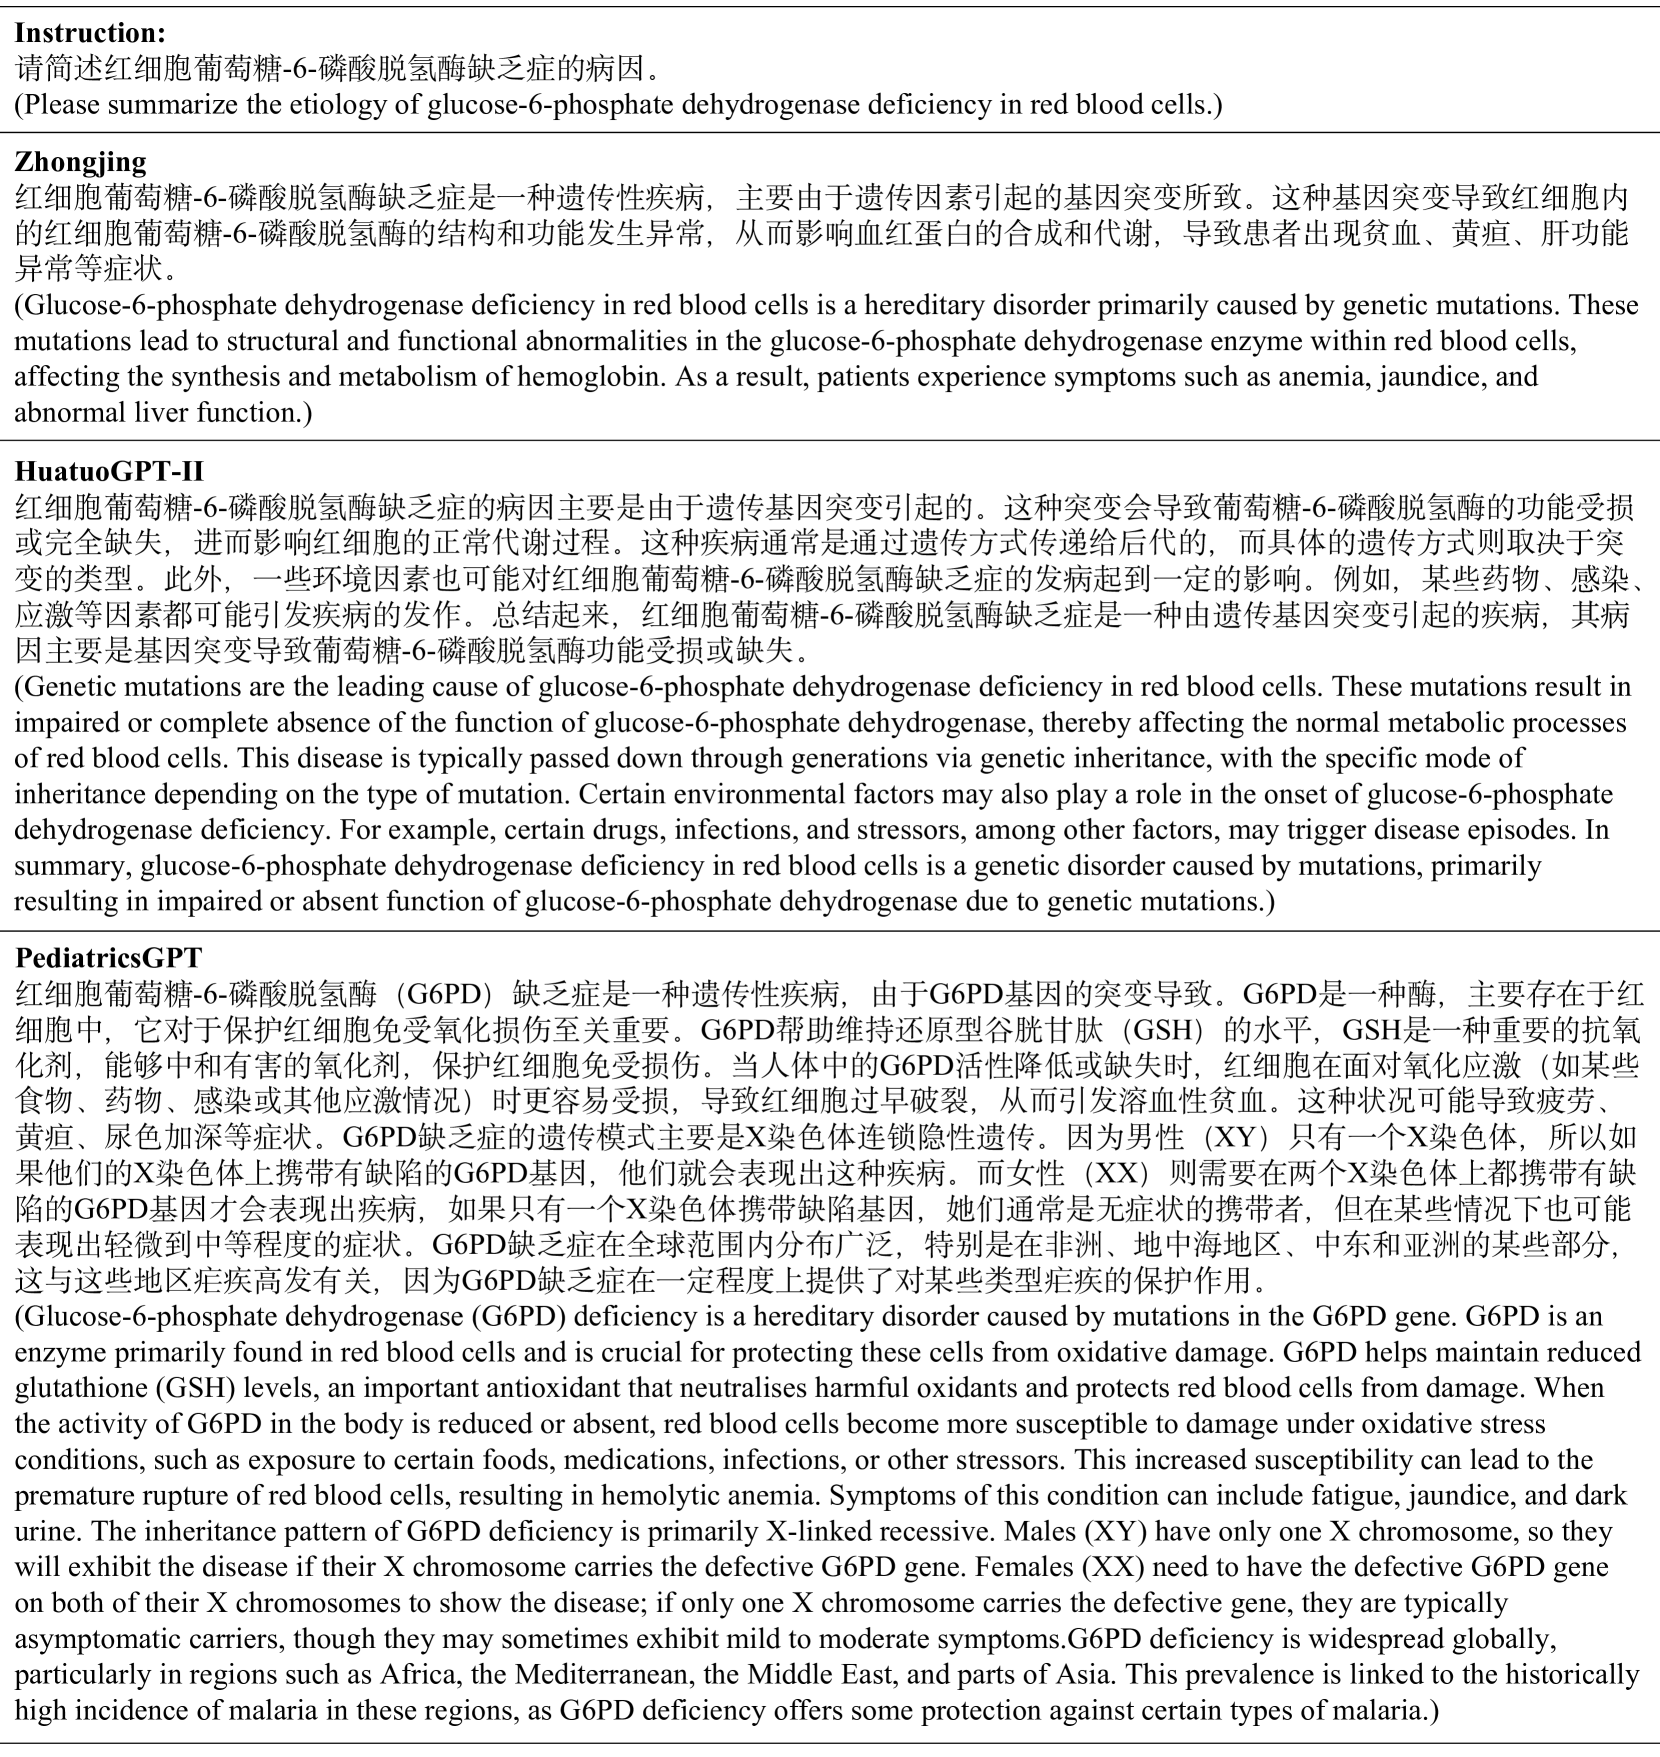 Instruction:
请简述红细胞葡萄糖-6-磷酸脱氢酶缺乏症的病因。
(Please summarize the etiology of glucose-6-phosphate dehydrogenase deficiency in red blood cells.)
Zhongjing
红细胞葡萄糖-6-磷酸脱氢酶缺乏症是一种遗传性疾病，主要由于遗传因素引起的基因突变所致。这种基因突变导致红细胞内
的红细胞葡萄糖-6-磷酸脱氢酶的结构和功能发生异常，从而影响血红蛋白的合成和代谢，导致患者出现贫血、黄疸、肝功能
异常等症状。
(Glucose-6-phosphate dehydrogenase deficiency in red blood cells is a hereditary disorder primarily caused by genetic mutations. These
mutations lead to structural and functional abnormalities in the glucose-6-phosphate dehydrogenase enzyme within red blood cells,
affecting the synthesis and metabolism of hemoglobin. As a result, patients experience symptoms such as anemia, jaundice, and
abnormal liver function.)
HuatuoGPT-II
红细胞葡萄糖-6-磷酸脱氢酶缺乏症的病因主要是由于遗传基因突变引起的。这种突变会导致葡萄糖-6-磷酸脱氢酶的功能受损
或完全缺失，进而影响红细胞的正常代谢过程。这种疾病通常是通过遗传方式传递给后代的，而具体的遗传方式则取决于突
变的类型。此外，一些环境因素也可能对红细胞葡萄糖-6-磷酸脱氢酶缺乏症的发病起到一定的影响。例如，某些药物、感染、
应激等因素都可能引发疾病的发作。总结起来，红细胞葡萄糖-6-磷酸脱氢酶缺乏症是一种由遗传基因突变引起的疾病，其病
因主要是基因突变导致葡萄糖-6-磷酸脱氢酶功能受损或缺失。
(Genetic mutations are the leading cause of glucose-6-phosphate dehydrogenase deficiency in red blood cells. These mutations result in
impaired or complete absence of the function of glucose-6-phosphate dehydrogenase, thereby affecting the normal metabolic processes
of red blood cells. This disease is typically passed down through generations via genetic inheritance, with the specific mode of
inheritance depending on the type of mutation. Certain environmental factors may also play a role in the onset of glucose-6-phosphate
dehydrogenase deficiency. For example, certain drugs, infections, and stressors, among other factors, may trigger disease episodes. In
summary, glucose-6-phosphate dehydrogenase deficiency in red blood cells is a genetic disorder caused by mutations, primarily
resulting in impaired or absent function of glucose-6-phosphate dehydrogenase due to genetic mutations.)
PediatricsGPT
红细胞葡萄糖-6-磷酸脱氢酶（G6PD）缺乏症是一种遗传性疾病，由于G6PD基因的突变导致。G6PD是一种酶，主要存在于红
细胞中，它对于保护红细胞免受氧化损伤至关重要。G6PD帮助维持还原型谷胱甘肽（GSH）的水平，GSH是一种重要的抗氧
化剂，能够中和有害的氧化剂，保护红细胞免受损伤。当人体中的G6PD活性降低或缺失时，红细胞在面对氧化应激（如某些
食物、药物、感染或其他应激情况）时更容易受损，导致红细胞过早破裂，从而引发溶血性贫血。这种状况可能导致疲劳、
黄疸、尿色加深等症状。G6PD缺乏症的遗传模式主要是X染色体连锁隐性遗传。因为男性（XY）只有一个X染色体，所以如
果他们的X染色体上携带有缺陷的G6PD基因，他们就会表现出这种疾病。而女性（XX）则需要在两个X染色体上都携带有缺
陷的G6PD基因才会表现出疾病，如果只有一个X染色体携带缺陷基因，她们通常是无症状的携带者，但在某些情况下也可能
表现出轻微到中等程度的症状。G6PD缺乏症在全球范围内分布广泛，特别是在非洲、地中海地区、中东和亚洲的某些部分，
这与这些地区疟疾高发有关，因为G6PD缺乏症在一定程度上提供了对某些类型疟疾的保护作用。
(Glucose-6-phosphate dehydrogenase (G6PD) deficiency is a hereditary disorder caused by mutations in the G6PD gene. G6PD is an
enzyme primarily found in red blood cells and is crucial for protecting these cells from oxidative damage. G6PD helps maintain reduced
glutathione (GSH) levels, an important antioxidant that neutralises harmful oxidants and protects red blood cells from damage. When
the activity of G6PD in the body is reduced or absent, red blood cells become more susceptible to damage under oxidative stress
conditions, such as exposure to certain foods, medications, infections, or other stressors. This increased susceptibility can lead to the
premature rupture of red blood cells, resulting in hemolytic anemia. Symptoms of this condition can include fatigue, jaundice, and dark
urine. The inheritance pattern of G6PD deficiency is primarily X-linked recessive. Males (XY) have only one X chromosome, so they
will exhibit the disease if their X chromosome carries the defective G6PD gene. Females (XX) need to have the defective G6PD gene
on both of their X chromosomes to show the disease; if only one X chromosome carries the defective gene, they are typically
asymptomatic carriers, though they may sometimes exhibit mild to moderate symptoms.G6PD deficiency is widespread globally,
particularly in regions such as Africa, the Mediterranean, the Middle East, and parts of Asia. This prevalence is linked to the historically
high incidence of malaria in these regions, as G6PD deficiency offers some protection against certain types of malaria.)